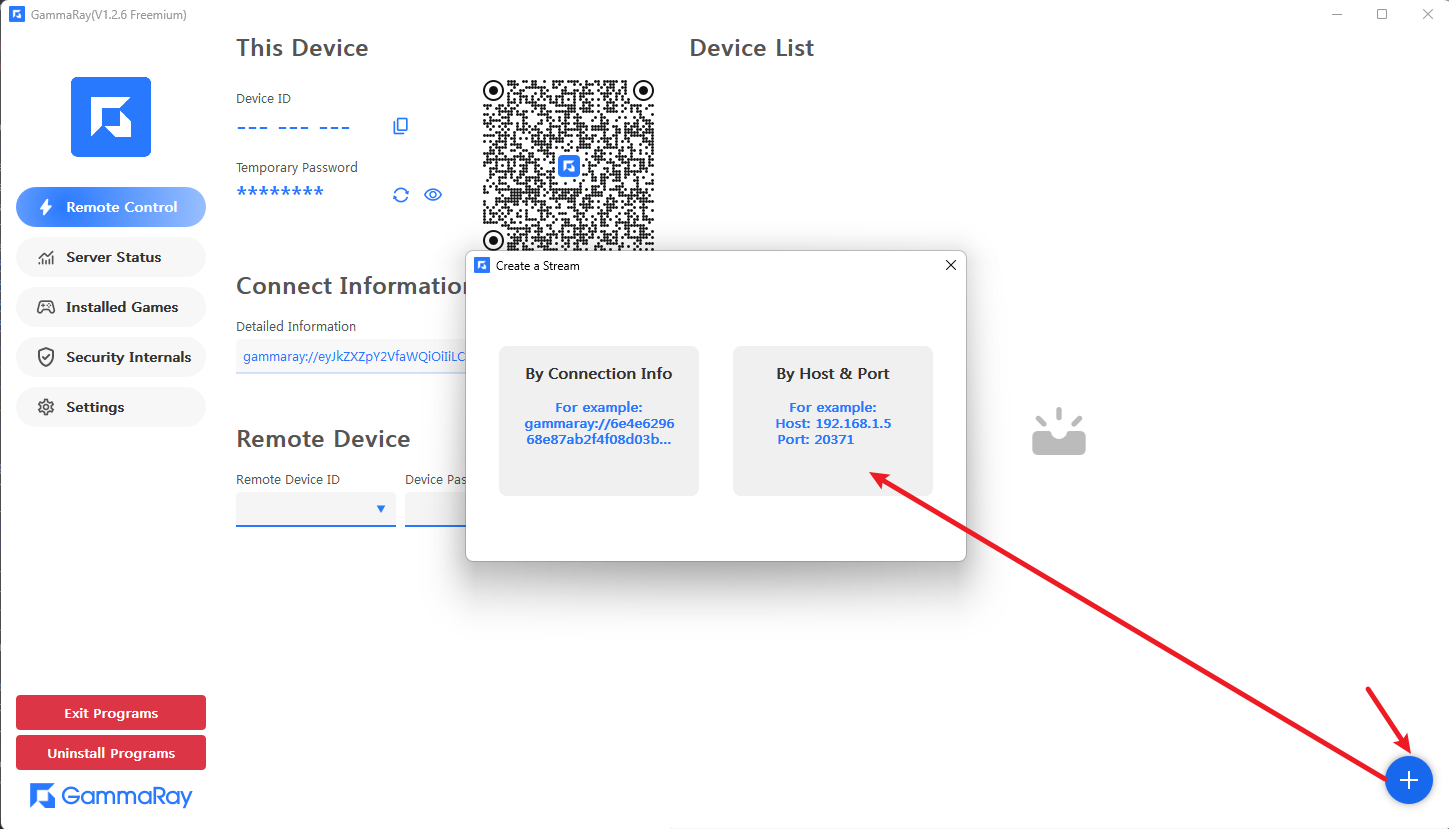 GammaRay(V1.2.6 Freemium)
This Device
Device List
Device ID
--- --- ---
Temporary Password
********
Remote Control
Server Status
Installed Games
Security Internals
Settings
Connect Information
Detailed Information
gammaray://eyJkZXZpY2VfaWQiOiIiLC
Remote Device
Remote Device ID
Device Pas
Create a Stream
By Connection Info
For example:
gammaray://6e4e6296
68e87ab2f4f08d03b...
By Host & Port
For example:
Host: 192.168.1.5
Port: 20371
Exit Programs
Uninstall Programs
GammaRay